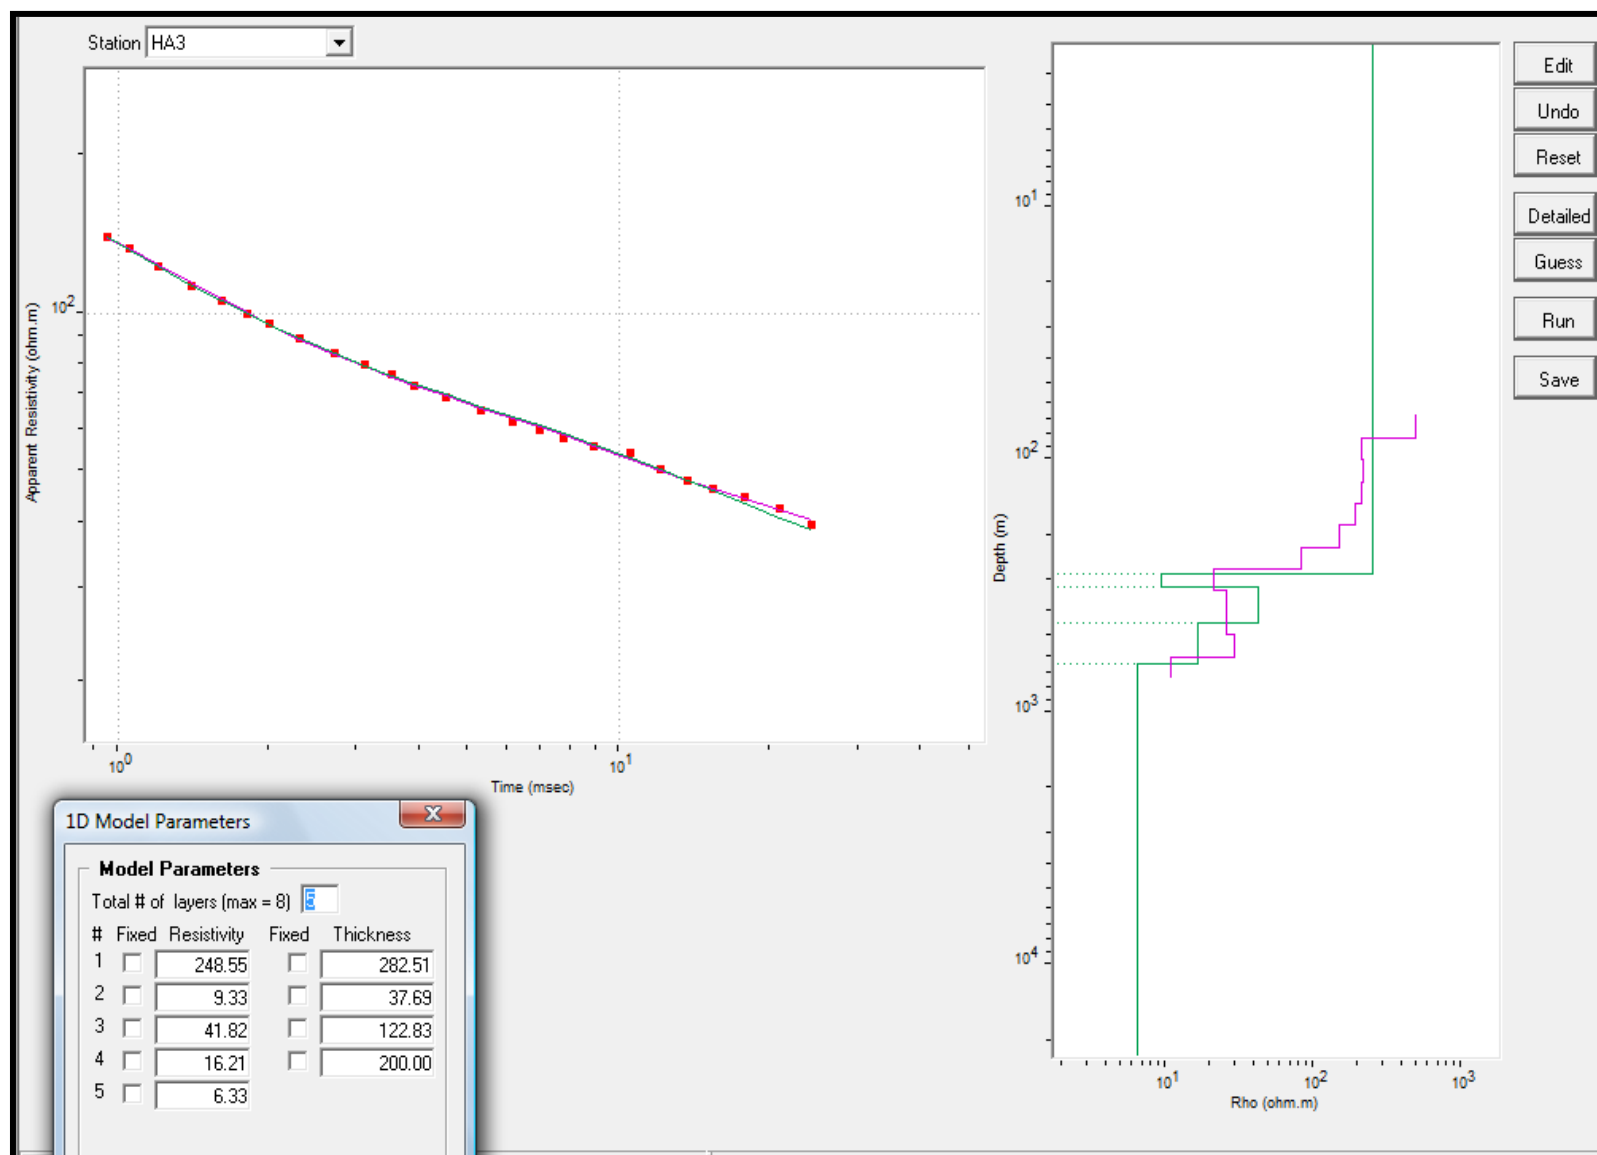 Station HA3
Edit
Undo
Reset
Detailed
Guess
Run
Save
Apparent Resistivity (ohm.m)
10^2
10^0 10^1
Time (msec)
Depth (m)
10^1
10^2
10^3
10^4
10^1 10^2 10^3
Rho (ohm.m)
1D Model Parameters
Model Parameters
Total # of layers (max = 8) 5
# Fixed Resistivity Fixed Thickness
1 248.55 282.51
2 9.33 37.69
3 41.82 122.83
4 16.21 200.00
5 6.33